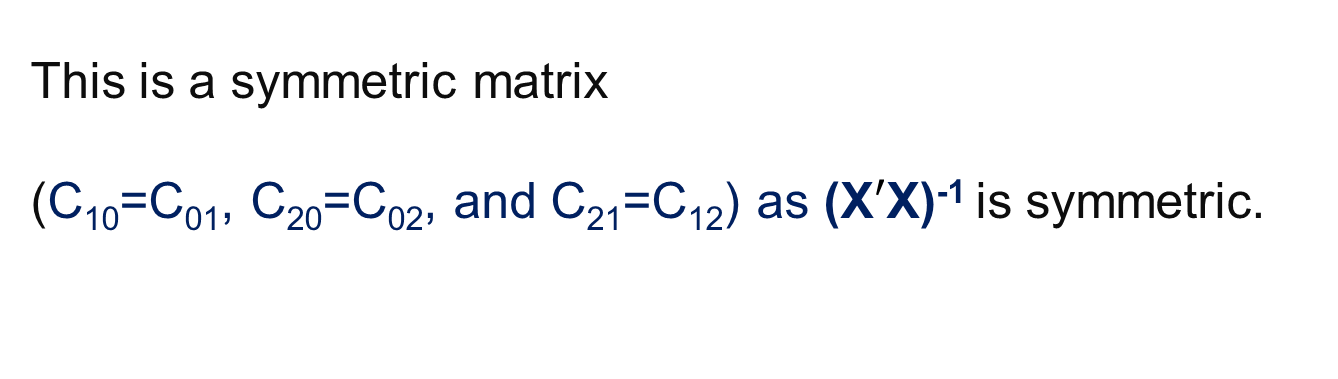 This is a symmetric matrix
(C₁₀=C₀₁, C₂₀=C₀₂, and C₂₁=C₁₂) as (X′X)⁻¹ is symmetric.